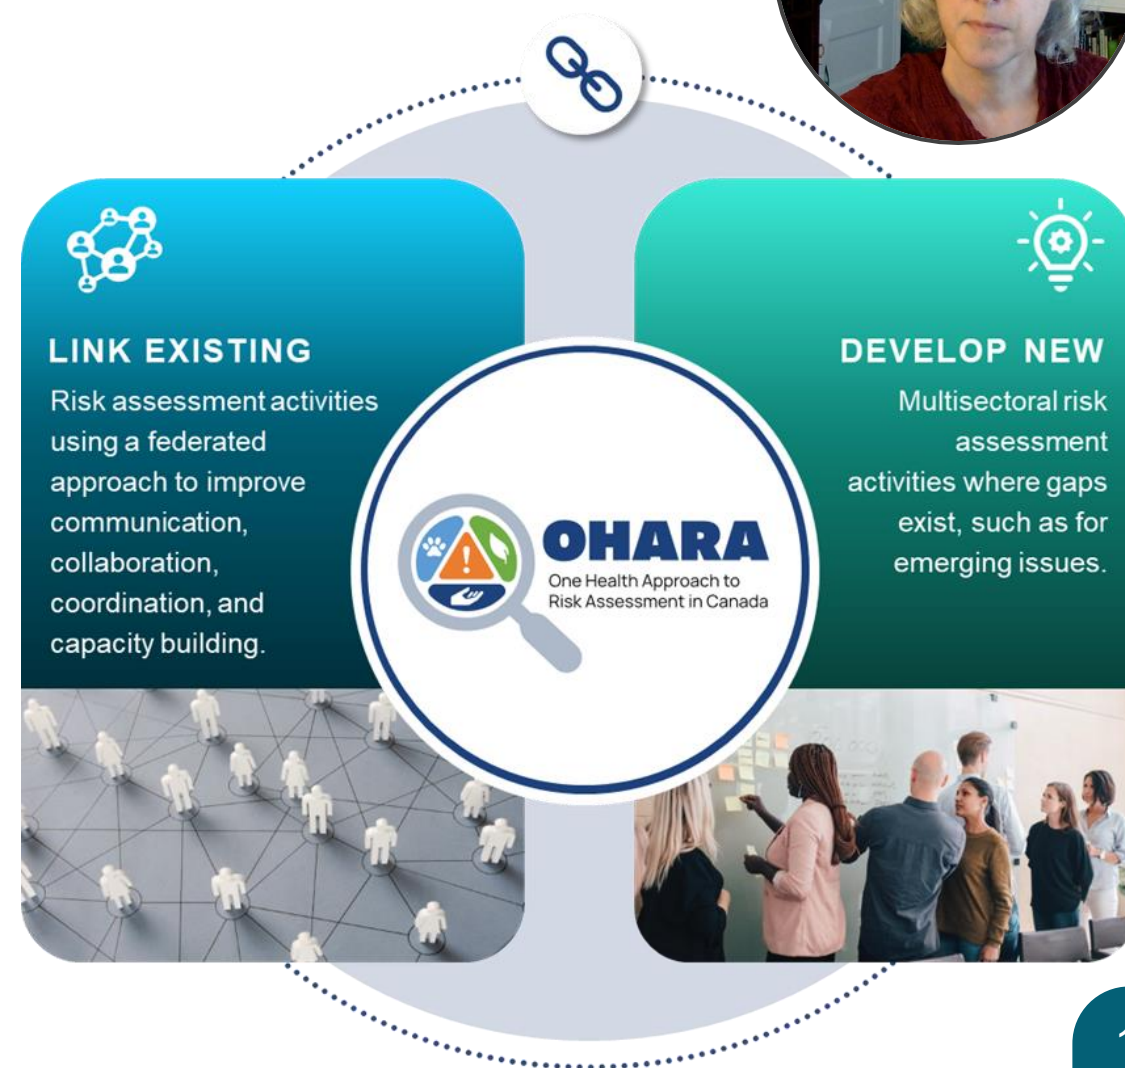 LINK EXISTING
Risk assessment activities
using a federated
approach to improve
communication,
collaboration,
coordination, and
capacity building.
OHARA
One Health Approach to
Risk Assessment in Canada
DEVELOP NEW
Multisectoral risk
assessment
activities where gaps
exist, such as for
emerging issues.